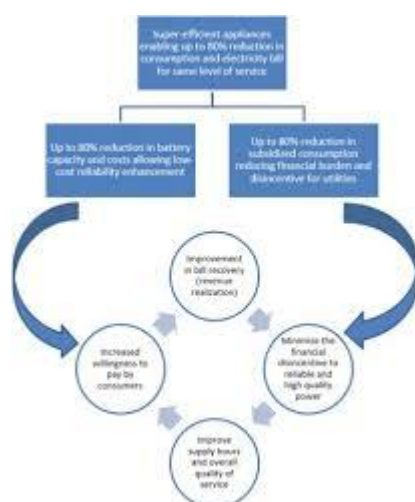 Super-efficient appliances
enabling up to 80% reduction in
consumption and electricity bill
for same level of service
Up to 80% reduction in battery
capacity and costs allowing low-
cost reliability enhancement
Up to 80% reduction in
subsidized consumption
reducing financial burden and
disincentive for utilities
Improvement
in bill recovery
(revenue
realization)
Increased
willingness to
pay by
consumers
Minimize the
financial
disincentive to
reliable and
high quality
power
Improve
supply hours
and overall
quality of
service